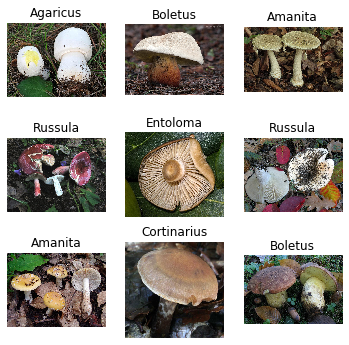 Agaricus
Boletus
Amanita
Russula
Entoloma
Russula
Amanita
Cortinarius
Boletus